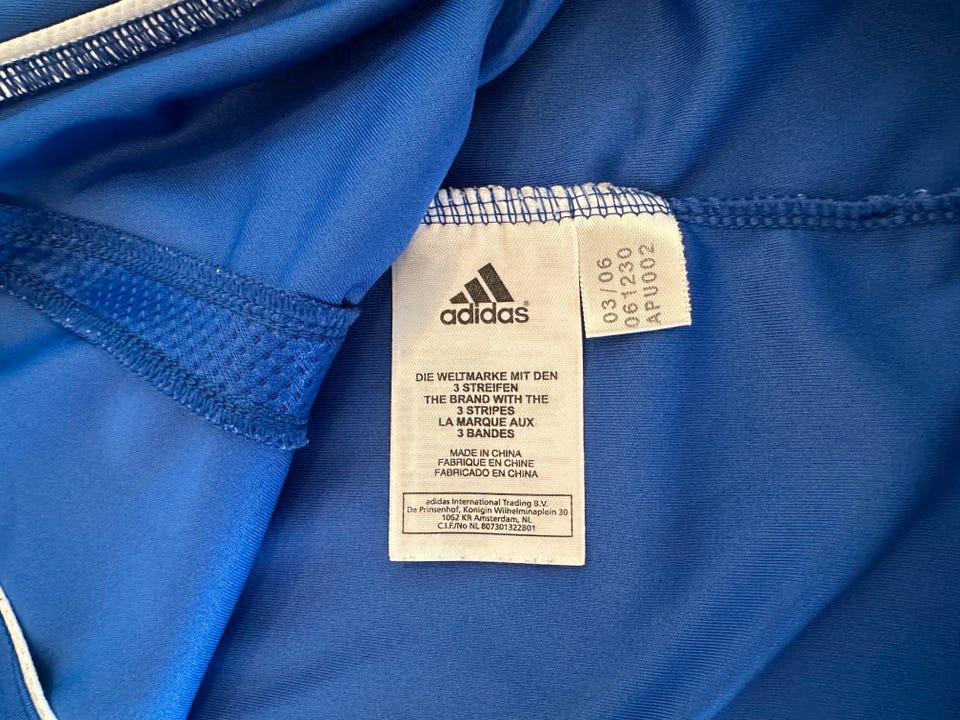 adidas
DIE WELTMARKE MIT DEN
3 STREIFEN
THE BRAND WITH THE
3 STRIPES
LA MARQUE AUX
3 BANDES
MADE IN CHINA
FABRIQUE EN CHINE
FABRICADO EN CHINA
adidas International Trading B.V.
De Prinsenhof, Konigin Wilhelminaplein 30
1062 KR Amsterdam, NL
C.I.F./No NL 807301322B01
03/06
061230
APU002